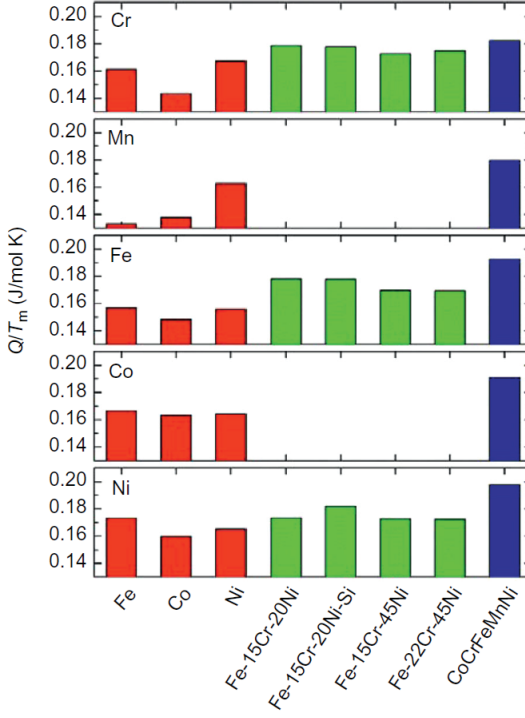 Cr
0.20
0.18
0.16
0.14
Mn
0.20
0.18
0.16
0.14
Fe
0.20
0.18
0.16
0.14
Co
0.20
0.18
0.16
0.14
Ni
0.20
0.18
0.16
0.14
Q/Tm (J/mol K)
Fe
Co
Ni
Fe-15Cr-20Ni
Fe-15Cr-20Ni-Si
Fe-15Cr-45Ni
Fe-22Cr-45Ni
CoCrFeMnNi